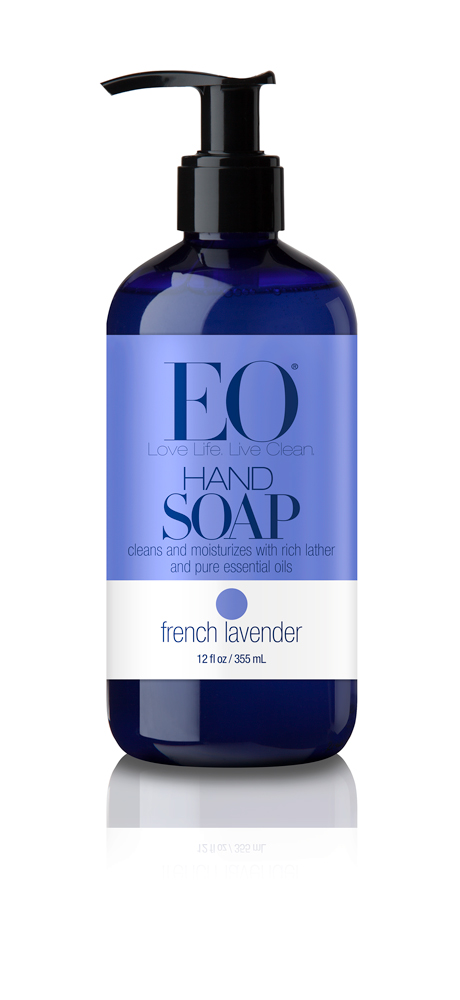 EO®
Love Life. Live Clean.
HAND
SOAP
cleans and moisturizes with rich lather
and pure essential oils
french lavender
12 fl oz / 355 mL